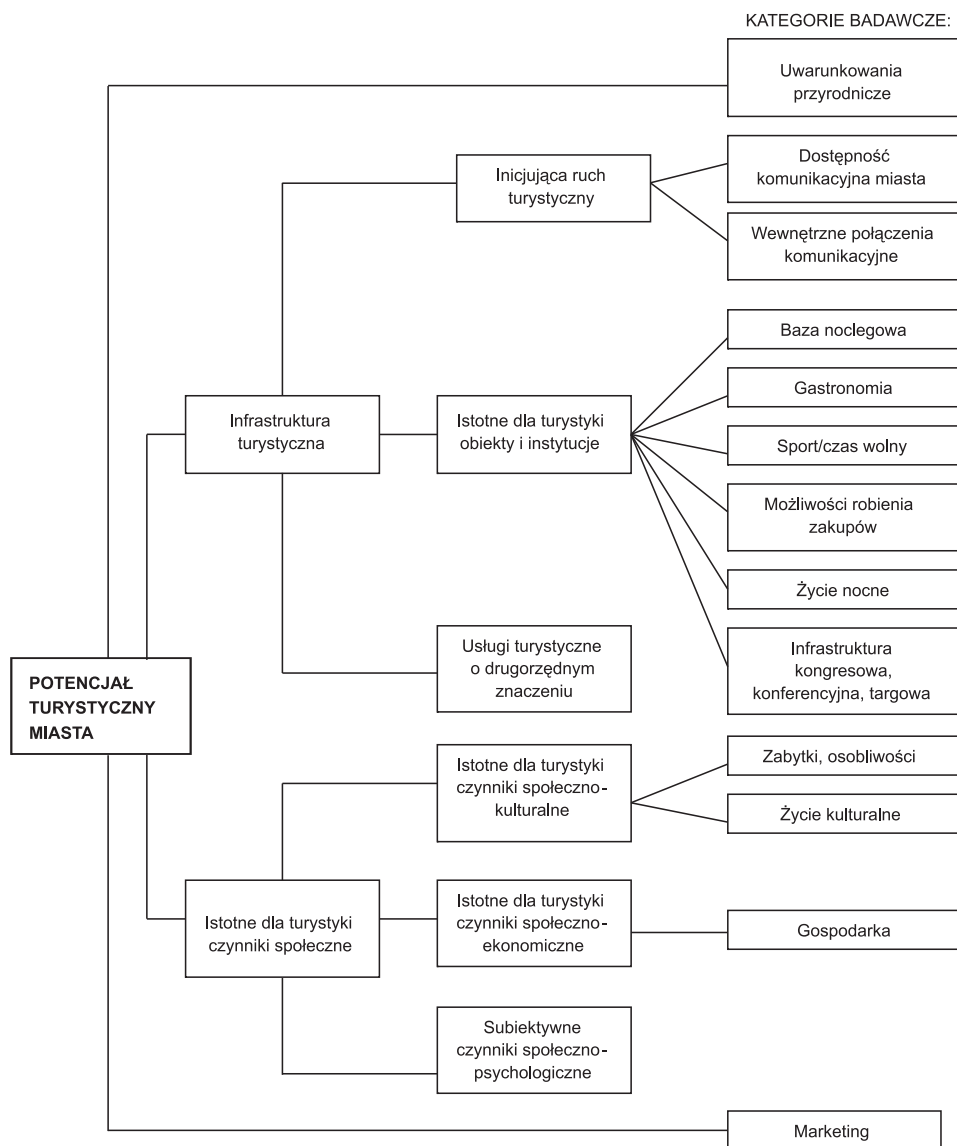 KATEGORIE BADAWCZE:
Uwarunkowania
przyrodnicze
Inicjująca ruch
turystyczny
Dostępność
komunikacyjna miasta
Wewnętrzne połączenia
komunikacyjne
Baza noclegowa
Gastronomia
Infrastruktura
turystyczna
Istotne dla turystyki
obiekty i instytucje
Sport/czas wolny
Możliwości robienia
zakupów
Życie nocne
Usługi turystyczne
o drugorzędnym
znaczeniu
Infrastruktura
kongresowa,
konferencyjna, targowa
POTENCJAŁ
TURYSTYCZNY
MIASTA
Istotne dla turystyki
czynniki społeczno-
kulturalne
Zabytki, osobliwości
Życie kulturalne
Istotne dla turystyki
czynniki społeczne
Istotne dla turystyki
czynniki społeczno-
ekonomiczne
Gospodarka
Subiektywne
czynniki społeczno-
psychologiczne
Marketing